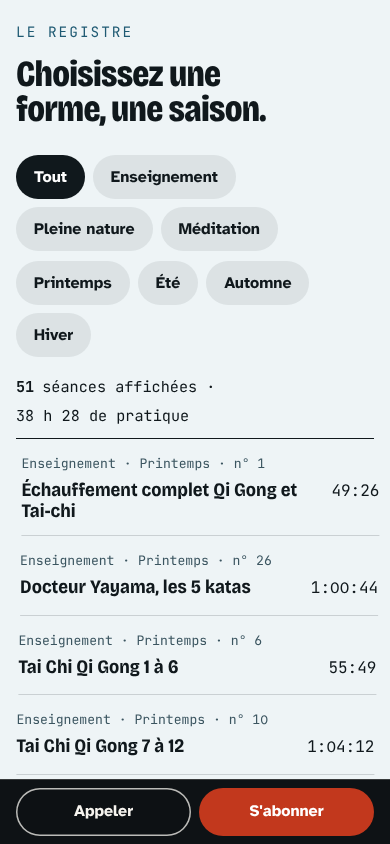 LE REGISTRE
Choisissez une
forme, une saison.
Tout
Enseignement
Pleine nature
Méditation
Printemps
Été
Automne
Hiver
51 séances affichées ·
38 h 28 de pratique
Enseignement · Printemps · n° 1
Échauffement complet Qi Gong et
Tai-chi
49:26
Enseignement · Printemps · n° 26
Docteur Yayama, les 5 katas
1:00:44
Enseignement · Printemps · n° 6
Tai Chi Qi Gong 1 à 6
55:49
Enseignement · Printemps · n° 10
Tai Chi Qi Gong 7 à 12
1:04:12
Appeler
S'abonner